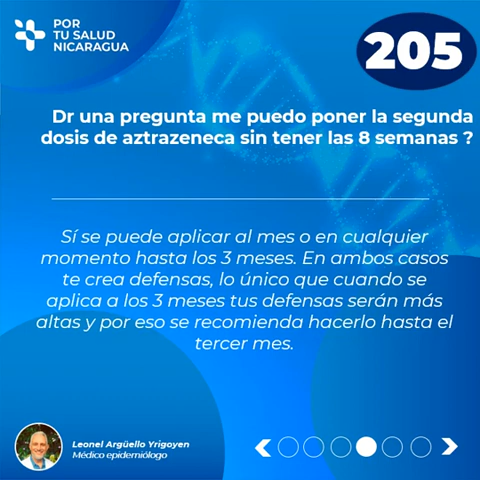 POR
TU SALUD
NICARAGUA
205
Dr una pregunta me puedo poner la segunda
dosis de aztrazeneca sin tener las 8 semanas ?
Sí se puede aplicar al mes o en cualquier
momento hasta los 3 meses. En ambos casos
te crea defensas, lo único que cuando se
aplica a los 3 meses tus defensas serán más
altas y por eso se recomienda hacerlo hasta el
tercer mes.
Leonel Argüello Yrigoyen
Médico epidemiólogo